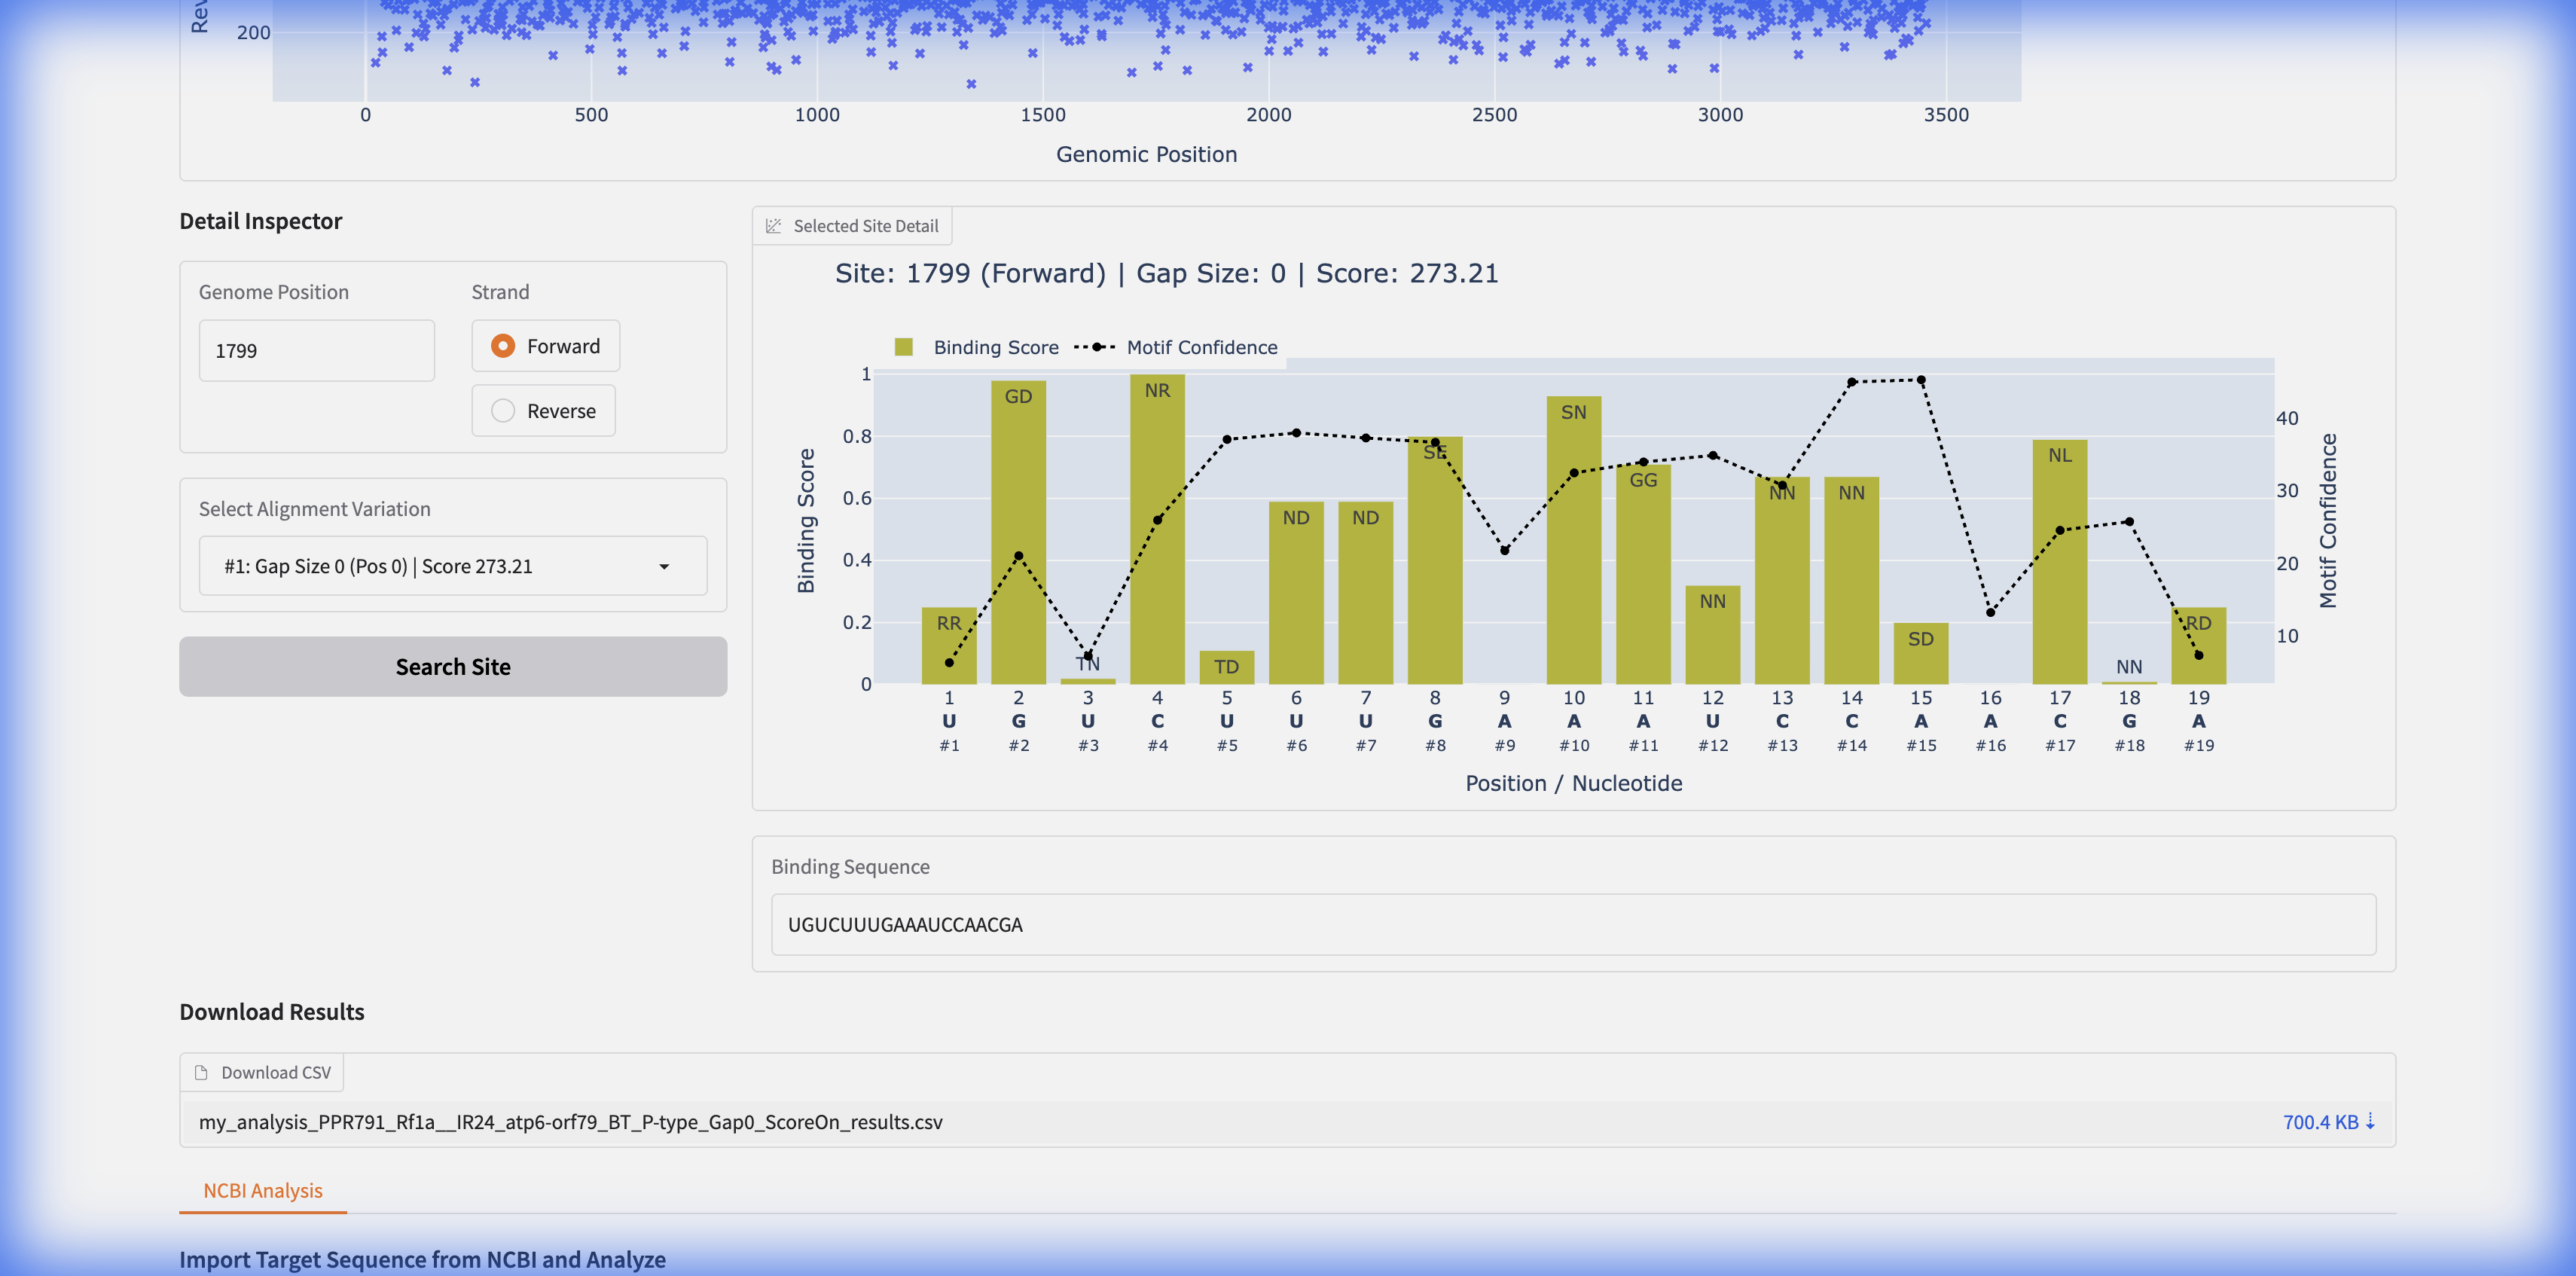 Rev
200
0 500 1000 1500 2000 2500 3000 3500
Genomic Position
Detail Inspector
Genome Position
Strand
1799
Forward
Reverse
Select Alignment Variation
#1: Gap Size 0 (Pos 0) | Score 273.21
Search Site
Selected Site Detail
Site: 1799 (Forward) | Gap Size: 0 | Score: 273.21
Binding Score
Motif Confidence
1
0.8
0.6
0.4
0.2
0
Binding Score
RR GD TN NR TD ND ND SE SN GG NN NN NN SD NL NN RD
40
30
20
10
Motif Confidence
1 2 3 4 5 6 7 8 9 10 11 12 13 14 15 16 17 18 19
U G U C U U U G A A A U C C A A C G A
#1 #2 #3 #4 #5 #6 #7 #8 #9 #10 #11 #12 #13 #14 #15 #16 #17 #18 #19
Position / Nucleotide
Binding Sequence
UGUCUUUGAAAUCCAACGA
Download Results
Download CSV
my_analysis_PPR791_Rf1a__IR24_atp6-orf79_BT_P-type_Gap0_ScoreOn_results.csv
700.4 KB ⇣
NCBI Analysis
Import Target Sequence from NCBI and Analyze